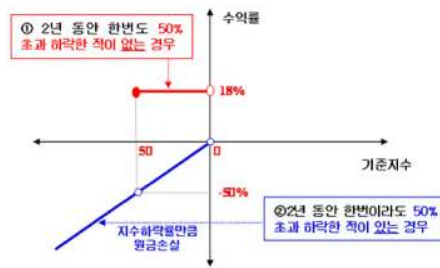 ① 2년 동안 한번도 50%
초과 하락한 적이 없는 경우
수익률
18%
50
0
기준지수
-50%
지수하락률만큼
원금손실
②2년 동안 한번이라도 50%
초과 하락한 적이 있는 경우